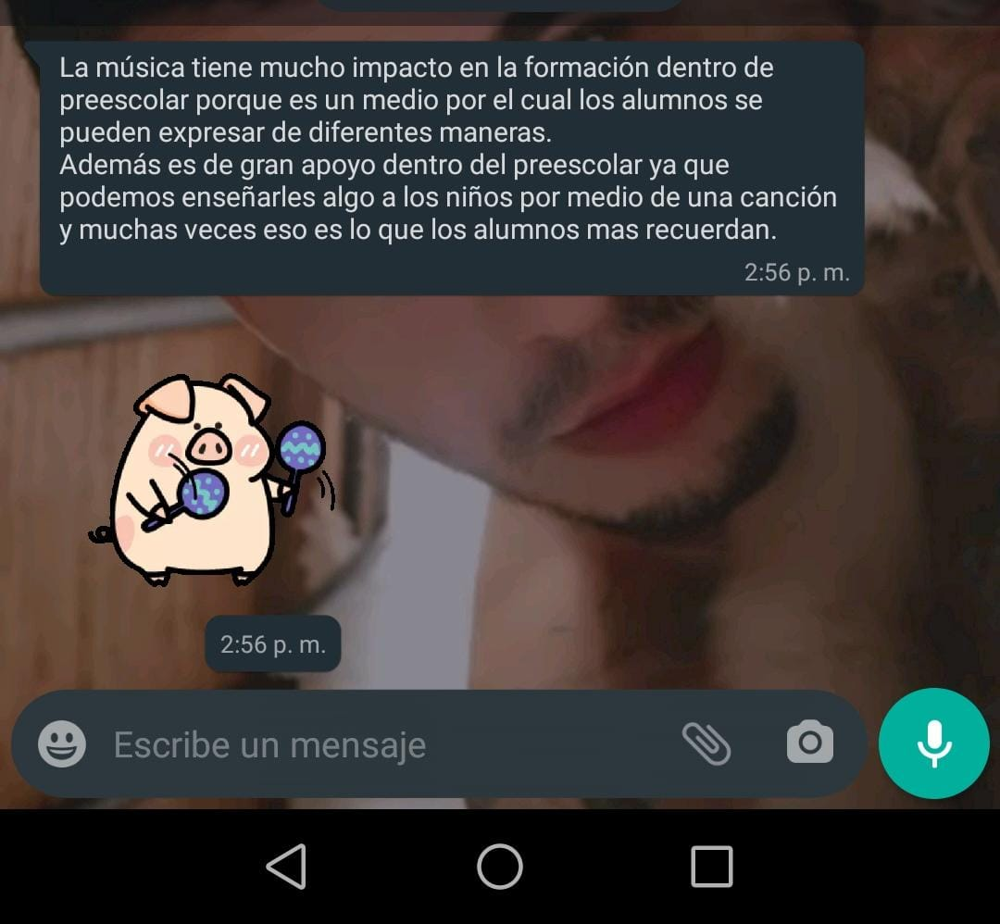 La música tiene mucho impacto en la formación dentro de
preescolar porque es un medio por el cual los alumnos se
pueden expresar de diferentes maneras.
Además es de gran apoyo dentro del preescolar ya que
podemos enseñarles algo a los niños por medio de una canción
y muchas veces eso es lo que los alumnos mas recuerdan.
2:56 p. m.
2:56 p. m.
Escribe un mensaje